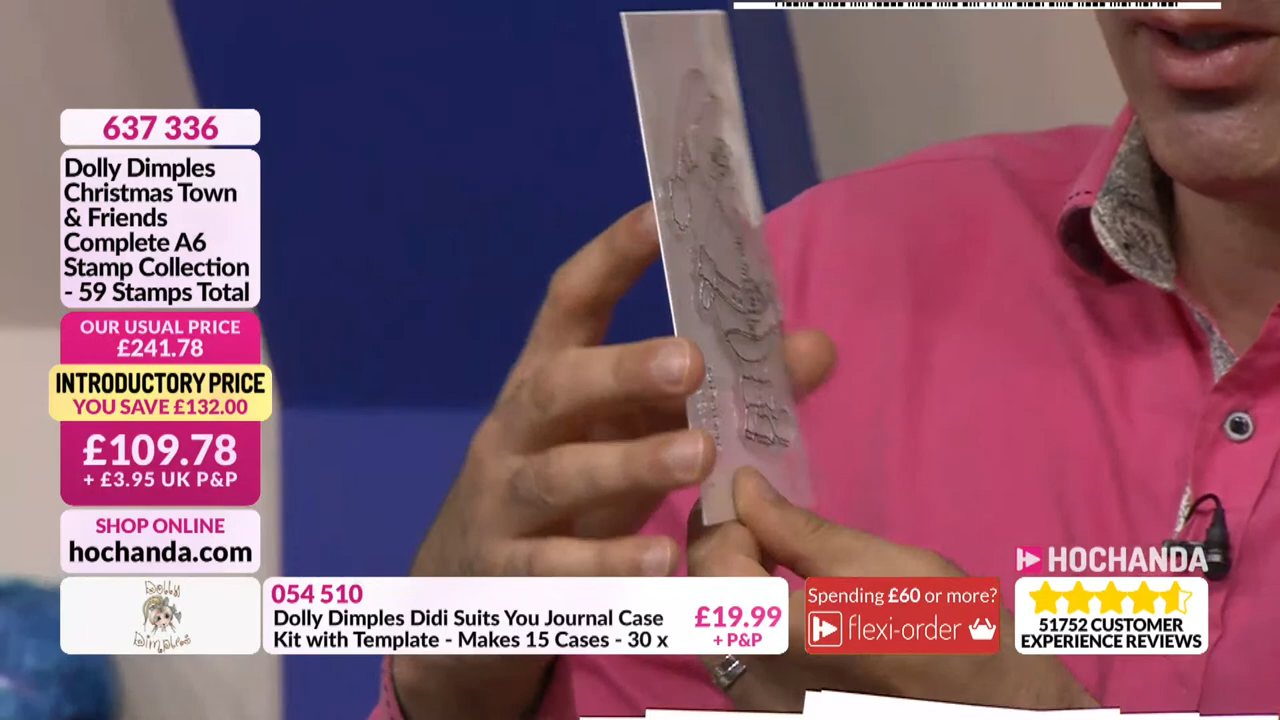 637 336
Dolly Dimples
Christmas Town
& Friends
Complete A6
Stamp Collection
- 59 Stamps Total
OUR USUAL PRICE
£241.78
INTRODUCTORY PRICE
YOU SAVE £132.00
£109.78
+ £3.95 UK P&P
SHOP ONLINE
hochanda.com
Dolly
Dimples
054 510
Dolly Dimples Didi Suits You Journal Case
Kit with Template - Makes 15 Cases - 30 x
£19.99
+ P&P
Spending £60 or more?
flexi-order
HOCHANDA
51752 CUSTOMER
EXPERIENCE REVIEWS